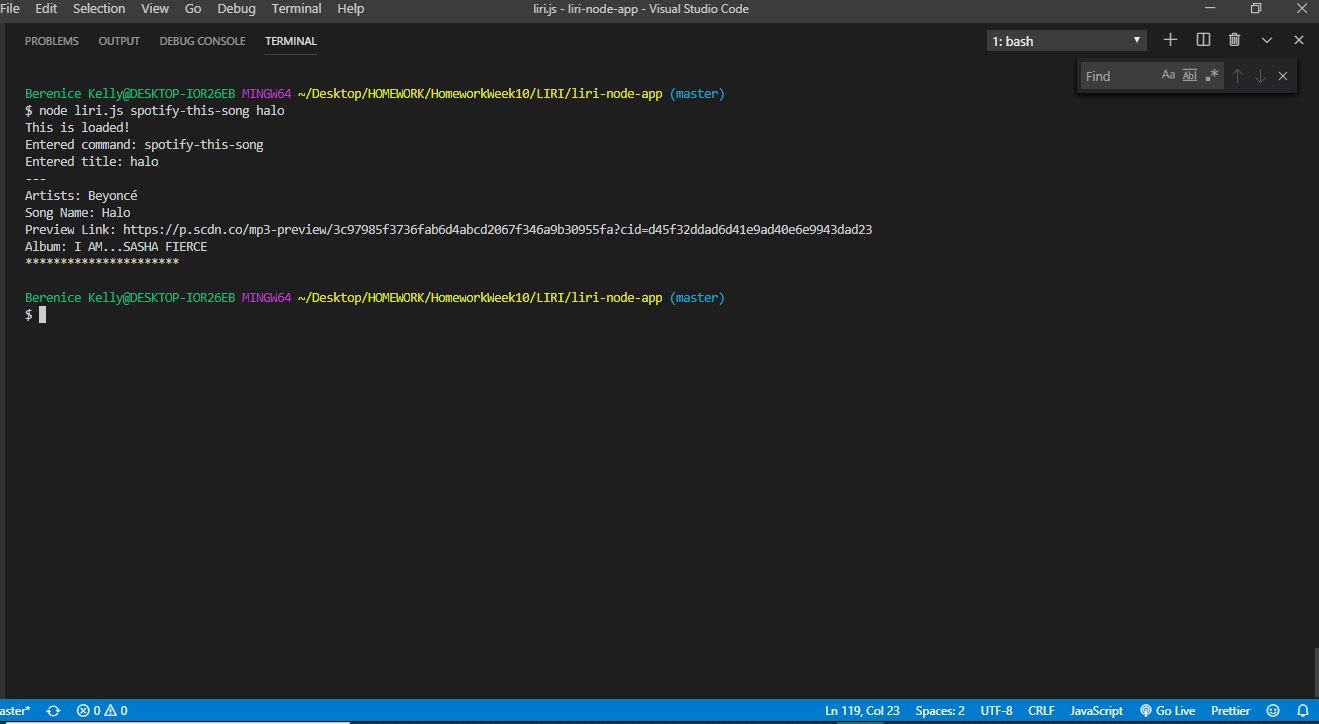 File Edit Selection View Go Debug Terminal Help liri.js - liri-node-app - Visual Studio Code
PROBLEMS OUTPUT DEBUG CONSOLE TERMINAL 1: bash
Find Aa Abl .*
Berenice Kelly@DESKTOP-IOR26EB MINGW64 ~/Desktop/HOMEWORK/HomeworkWeek10/LIRI/liri-node-app (master)
$ node liri.js spotify-this-song halo
This is loaded!
Entered command: spotify-this-song
Entered title: halo
---
Artists: Beyoncé
Song Name: Halo
Preview Link: https://p.scdn.co/mp3-preview/3c97985f3736fab6d4abcd2067f346a9b30955fa?cid=d45f32ddad6d41e9ad40e6e9943dad23
Album: I AM...SASHA FIERCE
**********************
Berenice Kelly@DESKTOP-IOR26EB MINGW64 ~/Desktop/HOMEWORK/HomeworkWeek10/LIRI/liri-node-app (master)
$
aster* 0 0 Ln 119, Col 23 Spaces: 2 UTF-8 CRLF JavaScript Go Live Prettier